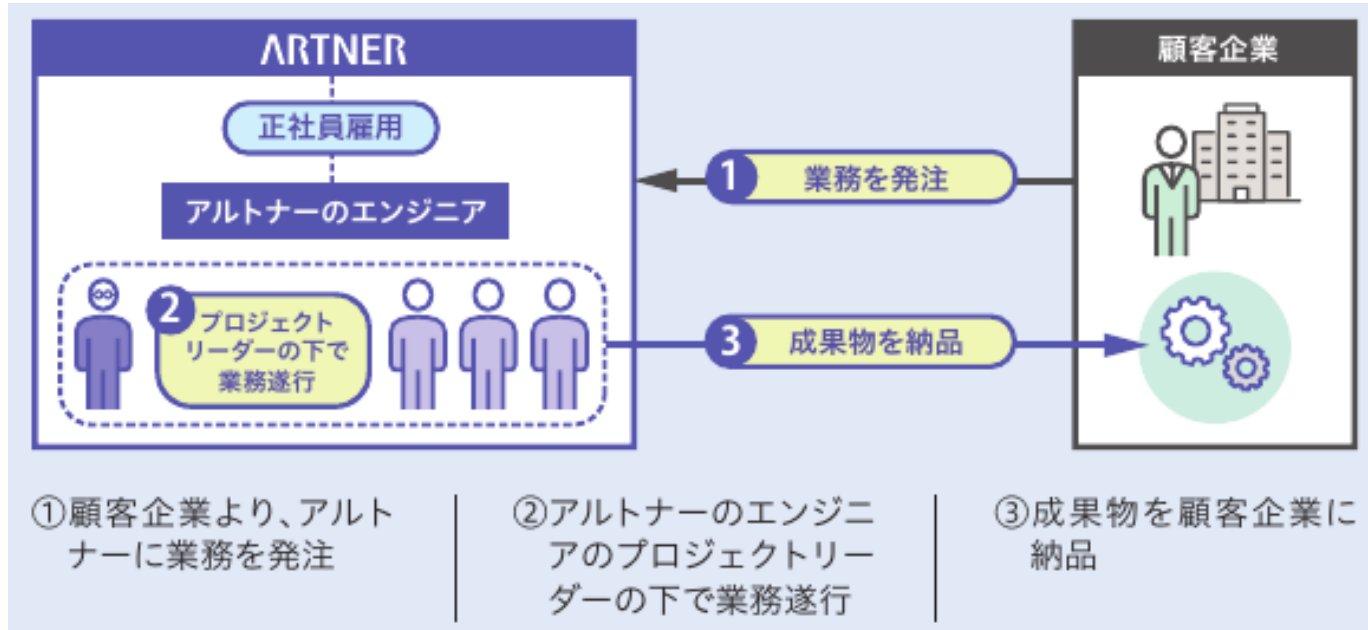 ARTNER
顧客企業
正社員雇用
アルトナーのエンジニア
1 業務を発注
2 プロジェクト
リーダーの下で
業務遂行
3 成果物を納品
①顧客企業より、アルト
ナーに業務を発注
②アルトナーのエンジニ
アのプロジェクトリー
ダーの下で業務遂行
③成果物を顧客企業に
納品